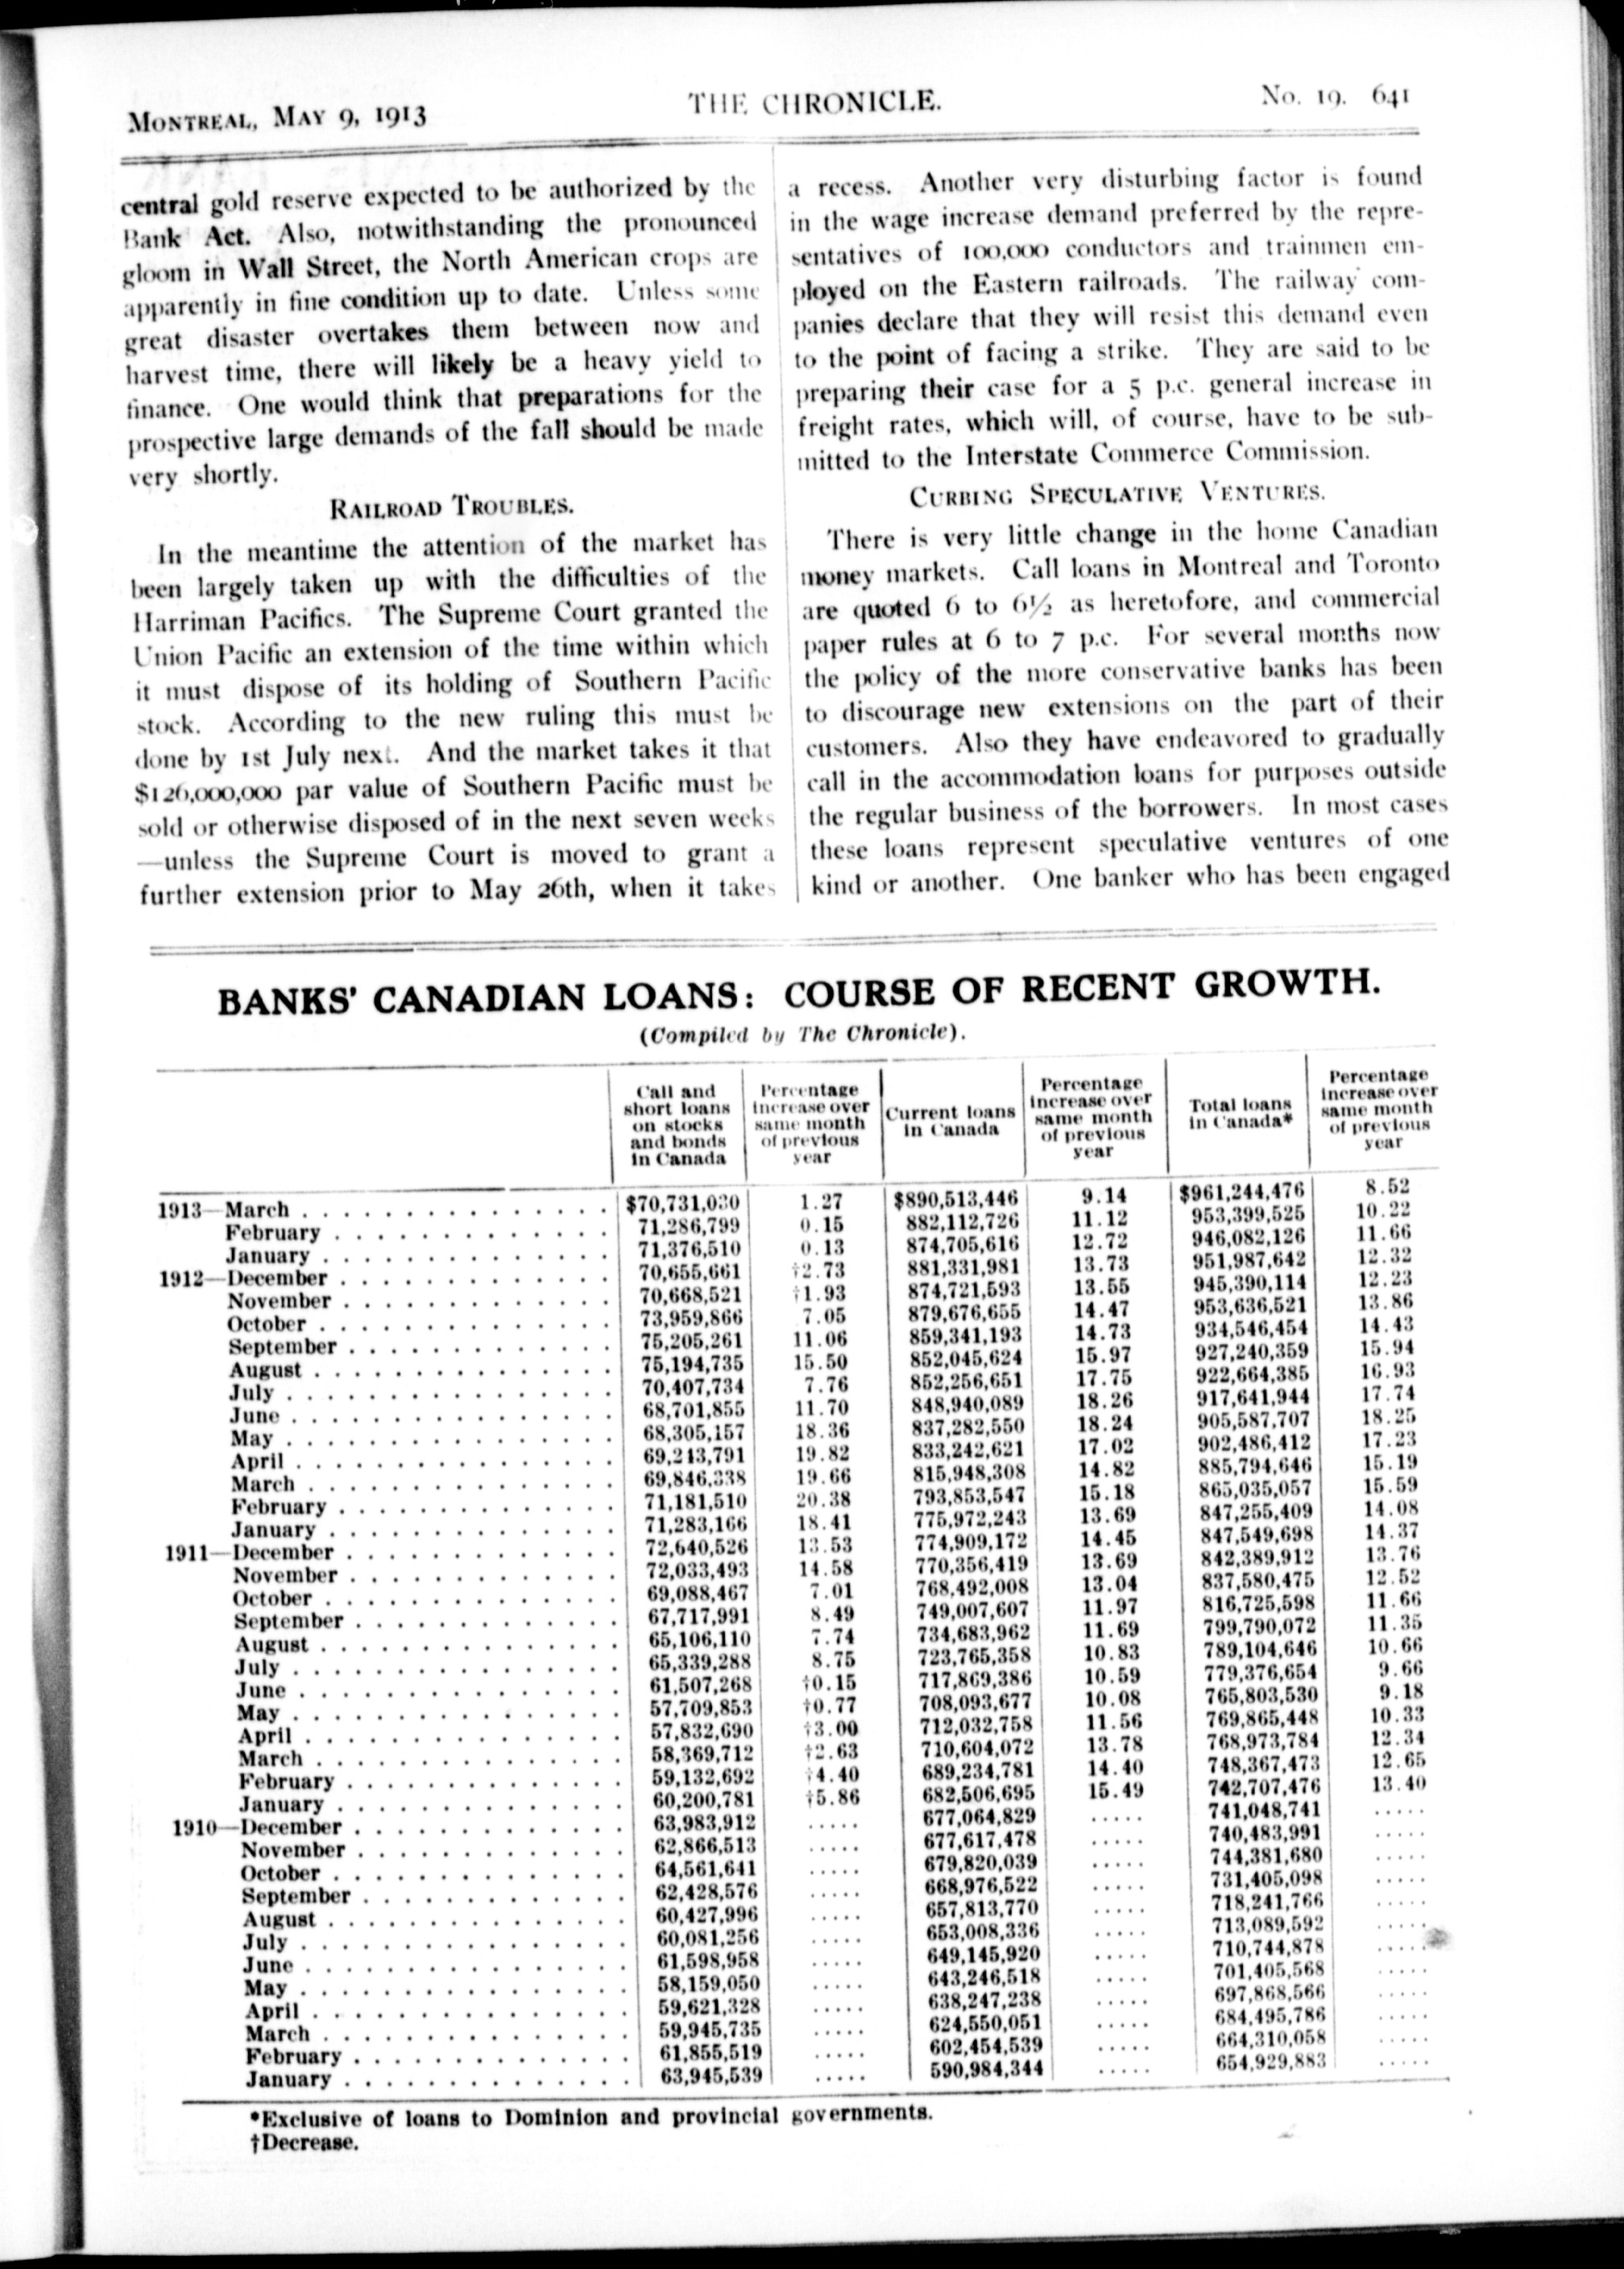 MONTREAL, MAY 9, 1913
THE CHRONICLE.
No. 19. 641
central gold reserve expected to be authorized by the
Bank Act. Also, notwithstanding the pronounced
gloom in Wall Street, the North American crops are
apparently in fine condition up to date. Unless some
great disaster overtakes them between now and
harvest time, there will likely be a heavy yield to
finance. One would think that preparations for the
prospective large demands of the fall should be made
very shortly.
RAILROAD TROUBLES.
In the meantime the attention of the market has
been largely taken up with the difficulties of the
Harriman Pacifics. The Supreme Court granted the
Union Pacific an extension of the time within which
it must dispose of its holding of Southern Pacific
stock. According to the new ruling this must be
done by 1st July next. And the market takes it that
$126,000,000 par value of Southern Pacific must be
sold or otherwise disposed of in the next seven weeks
—unless the Supreme Court is moved to grant a
further extension prior to May 26th, when it takes
a recess. Another very disturbing factor is found
in the wage increase demand preferred by the repre-
sentatives of 100,000 conductors and trainmen em-
ployed on the Eastern railroads. The railway com-
panies declare that they will resist this demand even
to the point of facing a strike. They are said to be
preparing their case for a 5 p.c. general increase in
freight rates, which will, of course, have to be sub-
mitted to the Interstate Commerce Commission.
CURBING SPECULATIVE VENTURES.
There is very little change in the home Canadian
money markets. Call loans in Montreal and Toronto
are quoted 6 to 6½ as heretofore, and commercial
paper rules at 6 to 7 p.c. For several months now
the policy of the more conservative banks has been
to discourage new extensions on the part of their
customers. Also they have endeavored to gradually
call in the accommodation loans for purposes outside
the regular business of the borrowers. In most cases
these loans represent speculative ventures of one
kind or another. One banker who has been engaged
BANKS' CANADIAN LOANS: COURSE OF RECENT GROWTH.
(Compiled by The Chronicle).
Call and short loans on stocks and bonds in Canada
Percentage increase over same month of previous year
Current loans in Canada
Percentage increase over same month of previous year
Total loans in Canada*
Percentage increase over same month of previous year
1913—March . . . . . $70,731,030 1.27 $890,513,446 9.14 $961,244,476 8.52
February . . . . . 71,286,799 0.15 882,112,726 11.12 953,399,525 10.22
January . . . . . 71,376,510 0.13 874,705,616 12.72 946,082,126 11.66
1912—December . . . . . 70,655,661 †2.73 881,331,981 13.73 951,987,642 12.32
November . . . . . 70,668,521 †1.93 874,721,593 13.55 945,390,114 12.23
October . . . . . 73,959,866 7.05 879,676,655 14.47 953,636,521 13.86
September . . . . . 75,205,261 11.06 859,341,193 14.73 934,546,454 14.43
August . . . . . 75,194,735 15.50 852,045,624 15.97 927,240,359 15.94
July . . . . . 70,407,734 7.76 852,256,651 17.75 922,664,385 16.93
June . . . . . 68,701,855 11.70 848,940,089 18.26 917,641,944 17.74
May . . . . . 68,305,157 18.36 837,282,550 18.24 905,587,707 18.25
April . . . . . 69,243,791 19.82 833,242,621 17.02 902,486,412 17.23
March . . . . . 69,846,338 19.66 815,948,308 14.82 885,794,646 15.19
February . . . . . 71,181,510 20.38 793,853,547 15.18 865,035,057 15.59
January . . . . . 71,283,166 18.41 775,972,243 13.69 847,255,409 14.08
1911—December . . . . . 72,640,526 13.53 774,909,172 14.45 847,549,698 14.37
November . . . . . 72,033,493 14.58 770,356,419 13.69 842,389,912 13.76
October . . . . . 69,088,467 7.01 768,492,008 13.04 837,580,475 12.52
September . . . . . 67,717,991 8.49 749,007,607 11.97 816,725,598 11.66
August . . . . . 65,106,110 7.74 734,683,962 11.69 799,790,072 11.35
July . . . . . 65,339,288 8.75 723,765,358 10.83 789,104,646 10.66
June . . . . . 61,507,268 †0.15 717,869,386 10.59 779,376,654 9.66
May . . . . . 57,709,853 †0.77 708,093,677 10.08 765,803,530 9.18
April . . . . . 57,832,690 †3.00 712,032,758 11.56 769,865,448 10.33
March . . . . . 58,369,712 †2.63 710,604,072 13.78 768,973,784 12.34
February . . . . . 59,132,692 †4.40 689,234,781 14.40 748,367,473 12.65
January . . . . . 60,200,781 †5.86 682,506,695 15.49 742,707,476 13.40
1910—December . . . . . 63,983,912 ..... 677,064,829 ..... 741,048,741 .....
November . . . . . 62,866,513 ..... 677,617,478 ..... 740,483,991 .....
October . . . . . 64,561,641 ..... 679,820,039 ..... 744,381,680 .....
September . . . . . 62,428,576 ..... 668,976,522 ..... 731,405,098 .....
August . . . . . 60,427,996 ..... 657,813,770 ..... 718,241,766 .....
July . . . . . 60,081,256 ..... 653,008,336 ..... 713,089,592 .....
June . . . . . 61,598,958 ..... 649,145,920 ..... 710,744,878 .....
May . . . . . 58,159,050 ..... 643,246,518 ..... 701,405,568 .....
April . . . . . 59,621,328 ..... 638,247,238 ..... 697,868,566 .....
March . . . . . 59,945,735 ..... 624,550,051 ..... 684,495,786 .....
February . . . . . 61,855,519 ..... 602,454,539 ..... 664,310,058 .....
January . . . . . 63,945,539 ..... 590,984,344 ..... 654,929,883 .....
*Exclusive of loans to Dominion and provincial governments.
†Decrease.